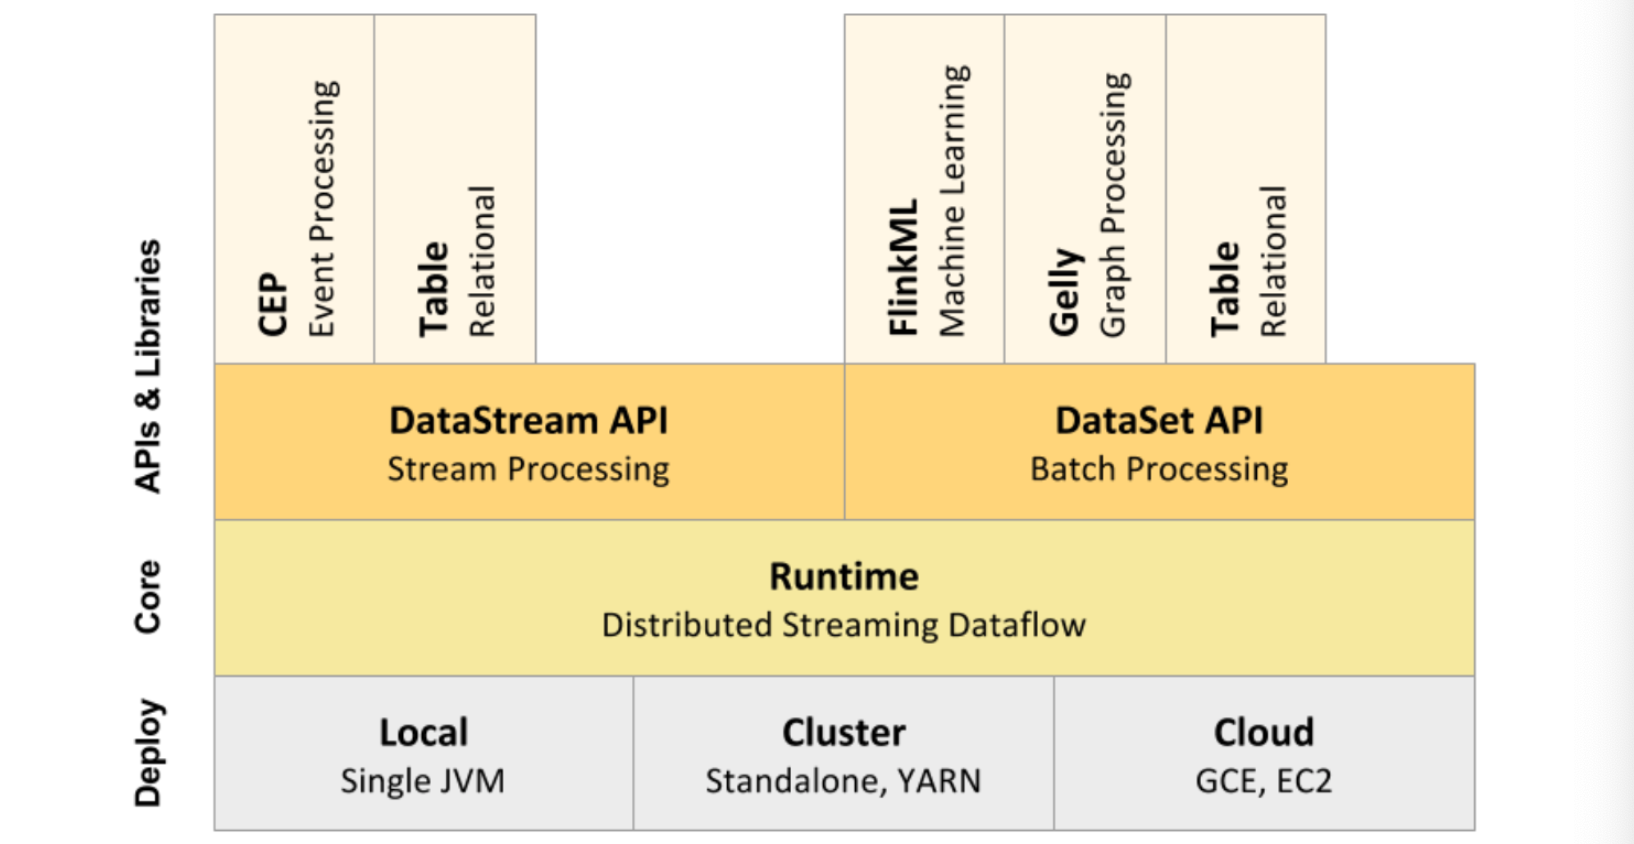 CEP
Event Processing
Table
Relational
FlinkML
Machine Learning
Gelly
Graph Processing
Table
Relational
APIs & Libraries
DataStream API
Stream Processing
DataSet API
Batch Processing
Core
Runtime
Distributed Streaming Dataflow
Deploy
Local
Single JVM
Cluster
Standalone, YARN
Cloud
GCE, EC2